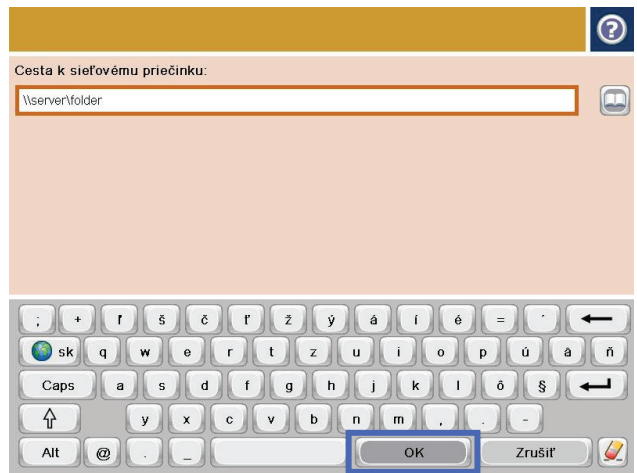 ?
Cesta k sieťovému priečinku:
\\server\folder
; + ľ š č ť ž ý á í é = ´
sk q w e r t z u i o p ú ä ň
Caps a s d f g h j k l ô §
y x c v b n m , . -
Alt @ . _ OK Zrušiť